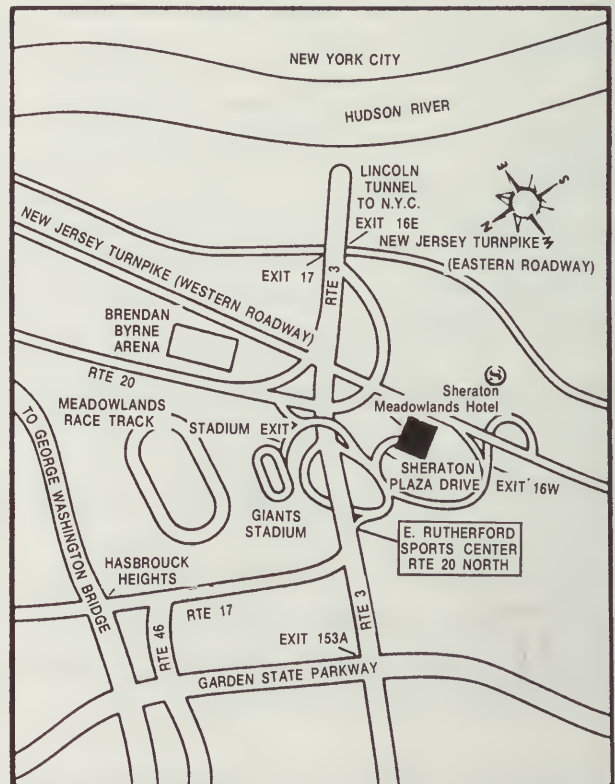 NEW YORK CITY
HUDSON RIVER
LINCOLN
TUNNEL
TO N.Y.C.
E
S
N
W
EXIT 16E
NEW JERSEY TURNPIKE
(EASTERN ROADWAY)
EXIT 17
RTE 3
NEW JERSEY TURNPIKE (WESTERN ROADWAY)
BRENDAN
BYRNE
ARENA
RTE 20
S
Sheraton
Meadowlands Hotel
MEADOWLANDS
RACE TRACK
STADIUM EXIT
SHERATON
PLAZA DRIVE
EXIT 16W
TO GEORGE WASHINGTON BRIDGE
GIANTS
STADIUM
E. RUTHERFORD
SPORTS CENTER
RTE 20 NORTH
HASBROUCK
HEIGHTS
RTE 17
RTE 46
RTE 3
EXIT 153A
GARDEN STATE PARKWAY